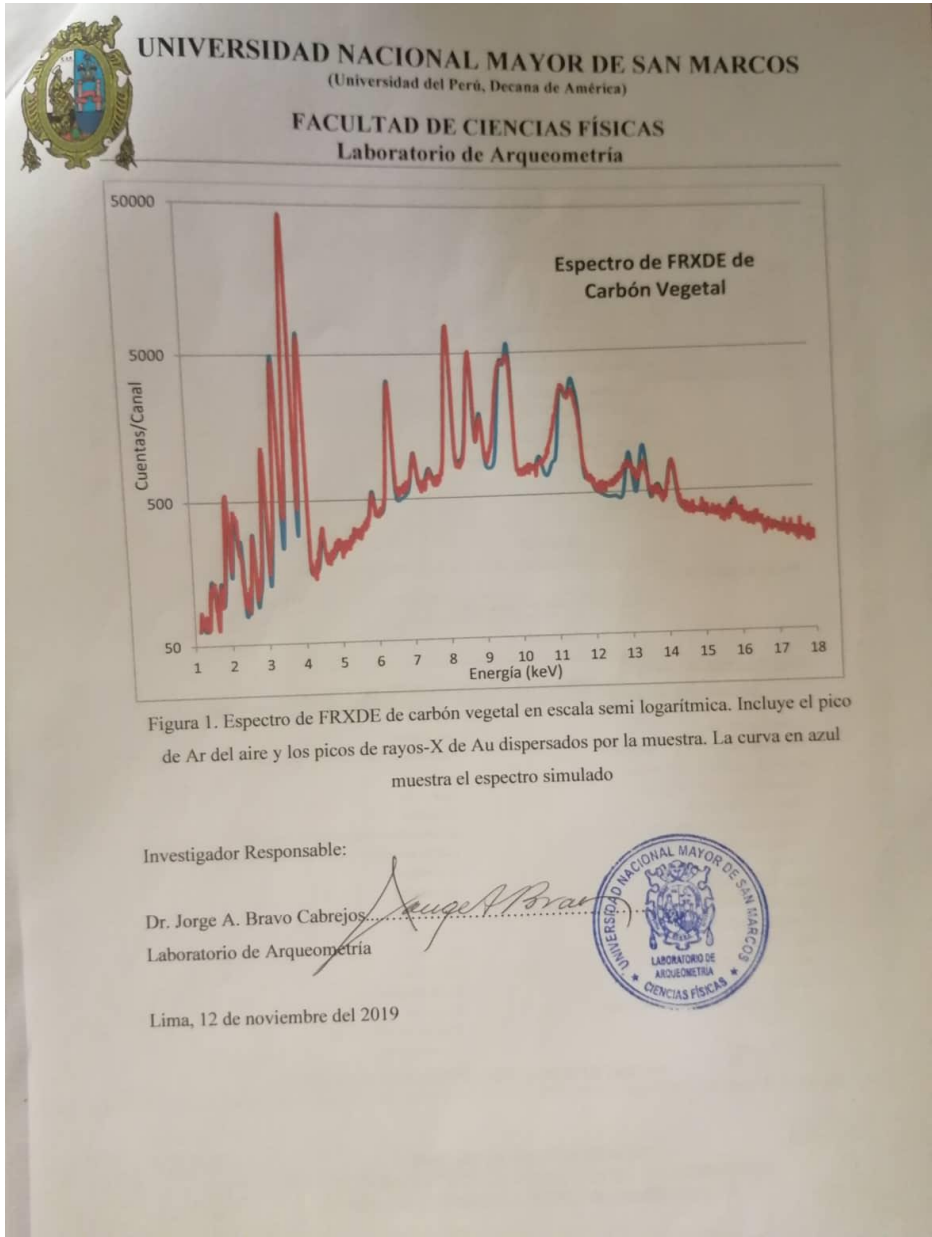 UNIVERSIDAD NACIONAL MAYOR DE SAN MARCOS
(Universidad del Perú, Decana de América)
FACULTAD DE CIENCIAS FÍSICAS
Laboratorio de Arqueometría
50000
5000
500
50
Cuentas/Canal
Espectro de FRXDE de
Carbón Vegetal
1 2 3 4 5 6 7 8 9 10 11 12 13 14 15 16 17 18
Energía (keV)
Figura 1. Espectro de FRXDE de carbón vegetal en escala semi logarítmica. Incluye el pico
de Ar del aire y los picos de rayos-X de Au dispersados por la muestra. La curva en azul
muestra el espectro simulado
Investigador Responsable:
Dr. Jorge A. Bravo Cabrejos
Laboratorio de Arqueometría
Lima, 12 de noviembre del 2019
UNIVERSIDAD NACIONAL MAYOR DE SAN MARCOS
LABORATORIO DE
ARQUEOMETRIA
CIENCIAS FÍSICAS